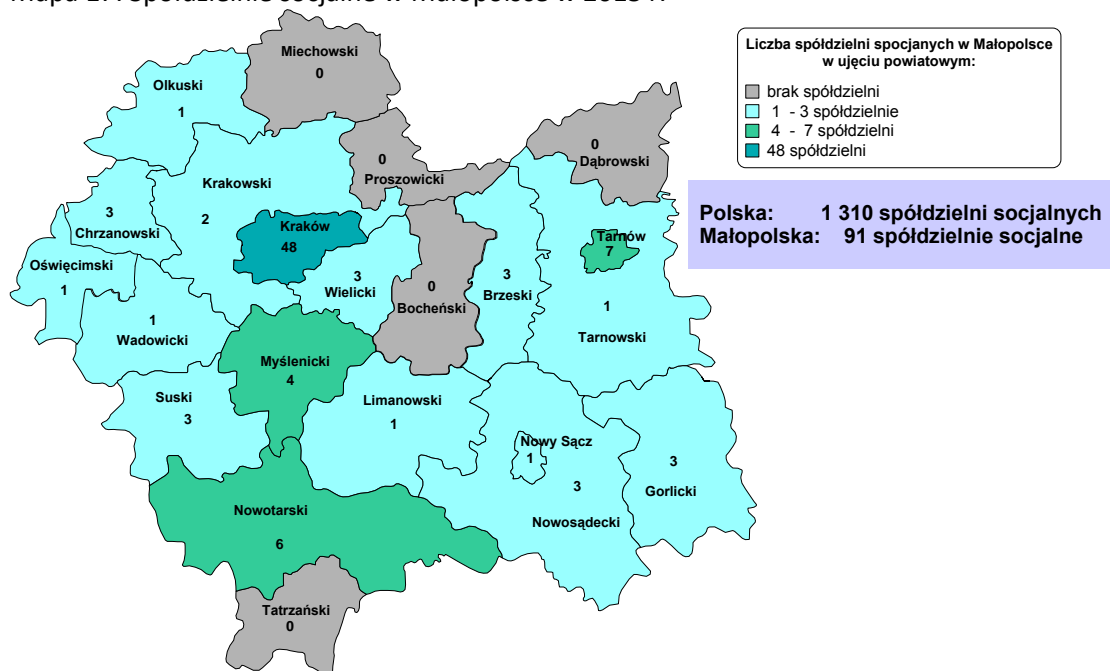 Miechowski
0
Olkuski
1
0
Proszowicki
0
Dąbrowski
Krakowski
2
3
Chrzanowski
Kraków
48
Tarnów
7
Oświęcimski
1
3
Wielicki
0
Bocheński
3
Brzeski
1
Tarnowski
1
Wadowicki
Myślenicki
4
Suski
3
Limanowski
1
Nowy Sącz
1
3
Nowosądecki
3
Gorlicki
Nowotarski
6
Tatrzański
0
Liczba spółdzielni spocjanych w Małopolsce
w ujęciu powiatowym:
brak spółdzielni
1 - 3 spółdzielnie
4 - 7 spółdzielni
48 spółdzielni
Polska: 1 310 spółdzielni socjalnych
Małopolska: 91 spółdzielnie socjalne